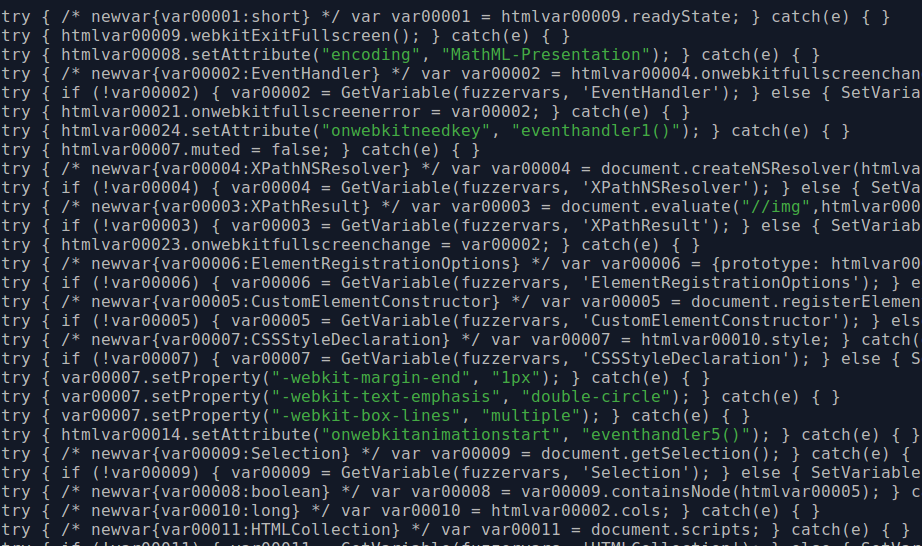 try { /* newvar{var00001:short} */ var var00001 = htmlvar00009.readyState; } catch(e) { }
try { htmlvar00009.webkitExitFullscreen(); } catch(e) { }
try { htmlvar00008.setAttribute("encoding", "MathML-Presentation"); } catch(e) { }
try { /* newvar{var00002:EventHandler} */ var var00002 = htmlvar00004.onwebkitfullscreenchan
try { if (!var00002) { var00002 = GetVariable(fuzzervars, 'EventHandler'); } else { SetVaria
try { htmlvar00021.onwebkitfullscreenerror = var00002; } catch(e) { }
try { htmlvar00024.setAttribute("onwebkitneedkey", "eventhandler1()"); } catch(e) { }
try { htmlvar00007.muted = false; } catch(e) { }
try { /* newvar{var00004:XPathNSResolver} */ var var00004 = document.createNSResolver(htmlva
try { if (!var00004) { var00004 = GetVariable(fuzzervars, 'XPathNSResolver'); } else { SetVa
try { /* newvar{var00003:XPathResult} */ var var00003 = document.evaluate("//img",htmlvar000
try { if (!var00003) { var00003 = GetVariable(fuzzervars, 'XPathResult'); } else { SetVariab
try { htmlvar00023.onwebkitfullscreenchange = var00002; } catch(e) { }
try { /* newvar{var00006:ElementRegistrationOptions} */ var var00006 = {prototype: htmlvar00
try { if (!var00006) { var00006 = GetVariable(fuzzervars, 'ElementRegistrationOptions'); } e
try { /* newvar{var00005:CustomElementConstructor} */ var var00005 = document.registerElemen
try { if (!var00005) { var00005 = GetVariable(fuzzervars, 'CustomElementConstructor'); } els
try { /* newvar{var00007:CSSStyleDeclaration} */ var var00007 = htmlvar00010.style; } catch(
try { if (!var00007) { var00007 = GetVariable(fuzzervars, 'CSSStyleDeclaration'); } else { S
try { var00007.setProperty("-webkit-margin-end", "1px"); } catch(e) { }
try { var00007.setProperty("-webkit-text-emphasis", "double-circle"); } catch(e) { }
try { var00007.setProperty("-webkit-box-lines", "multiple"); } catch(e) { }
try { htmlvar00014.setAttribute("onwebkitanimationstart", "eventhandler5()"); } catch(e) { }
try { /* newvar{var00009:Selection} */ var var00009 = document.getSelection(); } catch(e) {
try { if (!var00009) { var00009 = GetVariable(fuzzervars, 'Selection'); } else { SetVariable
try { /* newvar{var00008:boolean} */ var var00008 = var00009.containsNode(htmlvar00005); } c
try { /* newvar{var00010:long} */ var var00010 = htmlvar00002.cols; } catch(e) { }
try { /* newvar{var00011:HTMLCollection} */ var var00011 = document.scripts; } catch(e) { }
try { if (!var00011) { var00011 = GetVariable(fuzzervars, 'HTMLCollection'); } else { SetVar